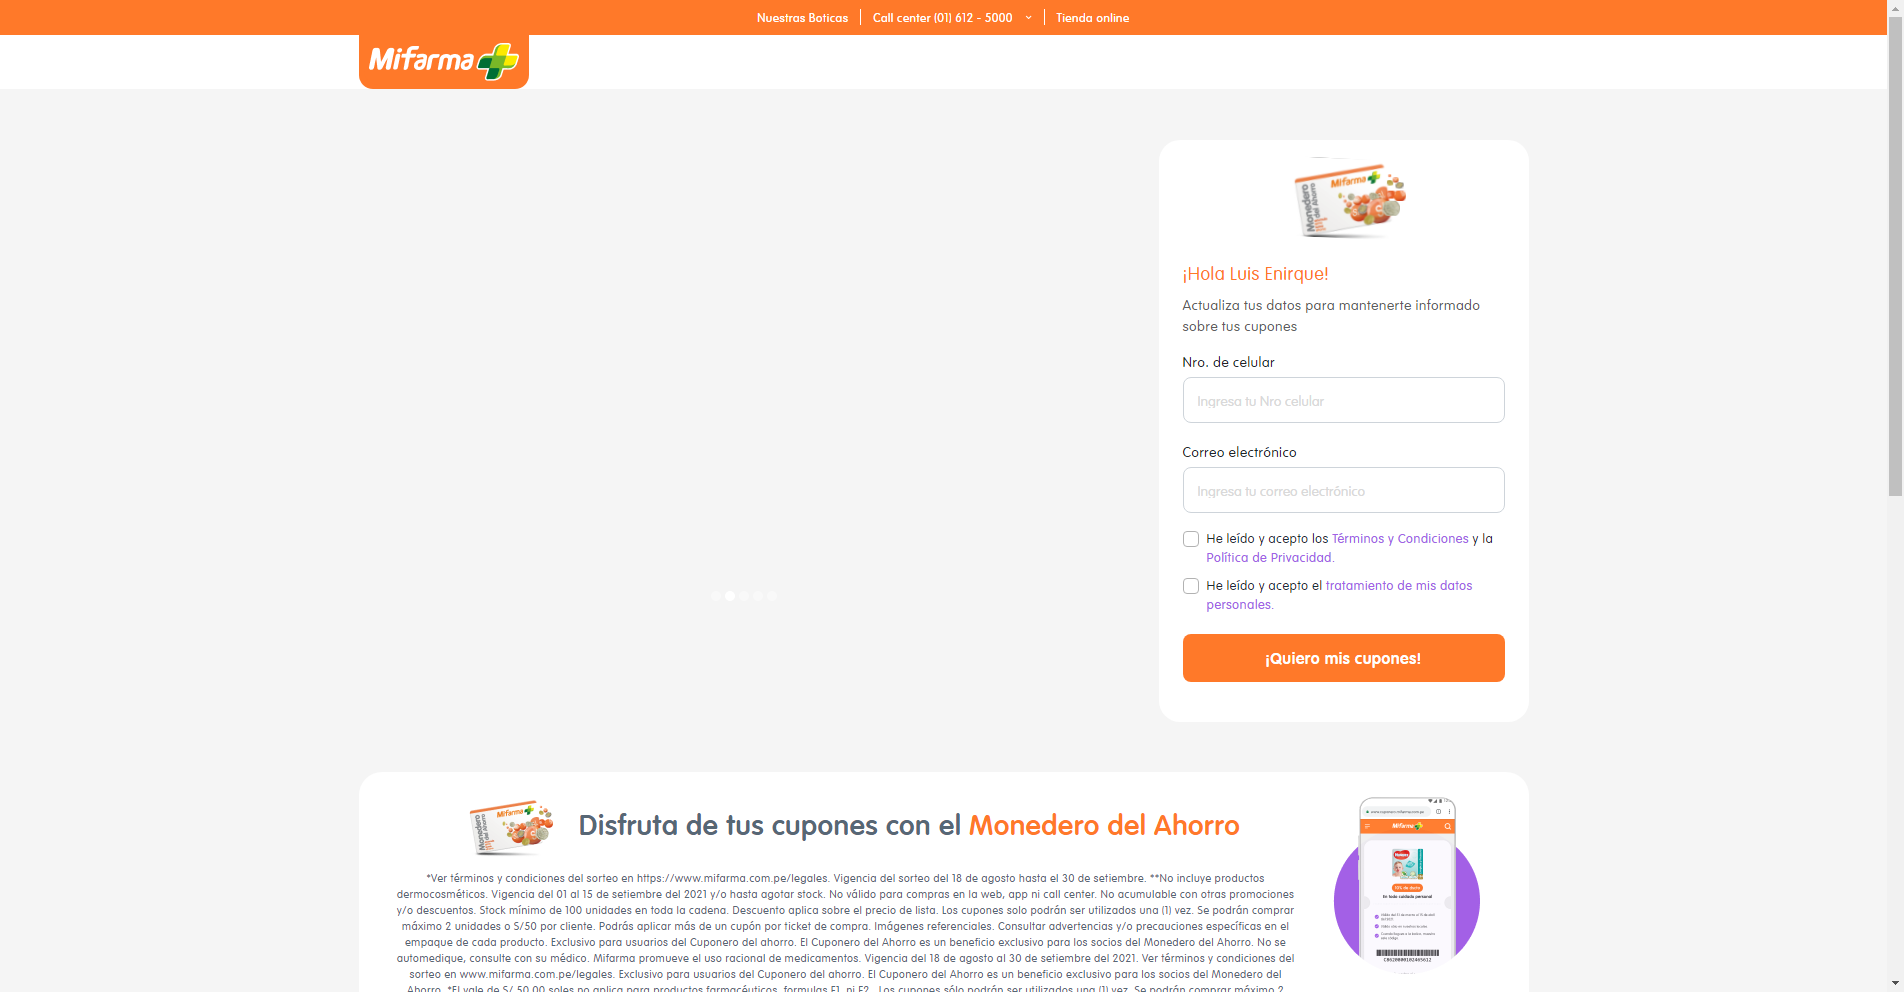 Nuestras Boticas
Call center (01) 612 - 5000
Tienda online
Mifarma
Mifarma
Monedero
del Ahorro
¡Hola Luis Enirque!
Actualiza tus datos para mantenerte informado
sobre tus cupones
Nro. de celular
Ingresa tu Nro celular
Correo electrónico
Ingresa tu correo electrónico
He leído y acepto los Términos y Condiciones y la
Política de Privacidad.
He leído y acepto el tratamiento de mis datos
personales.
¡Quiero mis cupones!
Mifarma
Monedero
del Ahorro
Disfruta de tus cupones con el Monedero del Ahorro
*Ver términos y condiciones del sorteo en https://www.mifarma.com.pe/legales. Vigencia del sorteo del 18 de agosto hasta el 30 de setiembre. **No incluye productos
dermocosméticos. Vigencia del 01 al 15 de setiembre del 2021 y/o hasta agotar stock. No válido para compras en la web, app ni call center. No acumulable con otras promociones
y/o descuentos. Stock mínimo de 100 unidades en toda la cadena. Descuento aplica sobre el precio de lista. Los cupones solo podrán ser utilizados una (1) vez. Se podrán comprar
máximo 2 unidades o S/50 por cliente. Podrás aplicar más de un cupón por ticket de compra. Imágenes referenciales. Consultar advertencias y/o precauciones específicas en el
empaque de cada producto. Exclusivo para usuarios del Cuponero del ahorro. El Cuponero del Ahorro es un beneficio exclusivo para los socios del Monedero del Ahorro. No se
automedique, consulte con su médico. Mifarma promueve el uso racional de medicamentos. Vigencia del 18 de agosto al 30 de setiembre del 2021. Ver términos y condiciones del
sorteo en www.mifarma.com.pe/legales. Exclusivo para usuarios del Cuponero del ahorro. El Cuponero del Ahorro es un beneficio exclusivo para los socios del Monedero del
Ahorro. *El vale de S/ 50.00 soles no aplica para productos farmacéuticos, formulas F1, ni F2. Los cupones sólo podrán ser utilizados una (1) vez. Se podrán comprar máximo 2
Mifarma
En todo cuidado personal